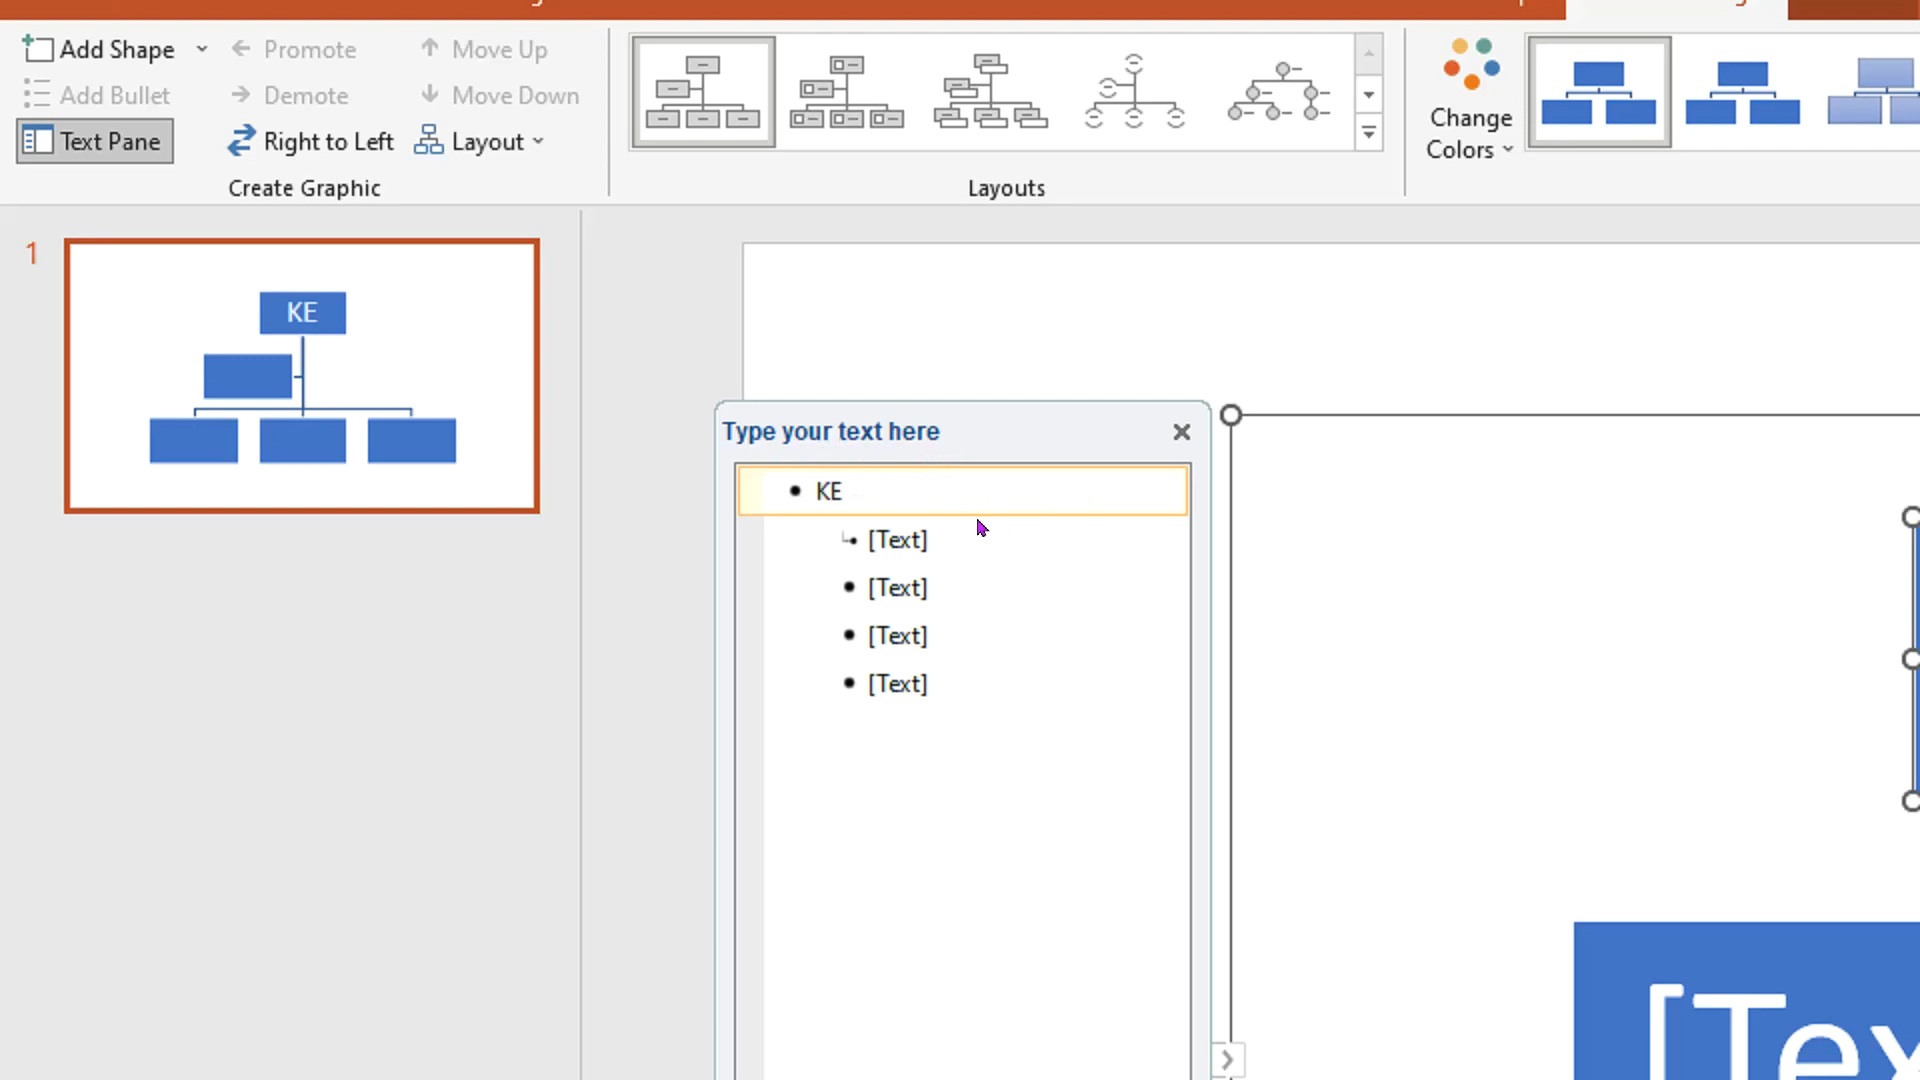 Add Shape
Promote
Move Up
Add Bullet
Demote
Move Down
Text Pane
Right to Left
Layout
Create Graphic
Layouts
Change
Colors
1
KE
Type your text here
KE
[Text]
[Text]
[Text]
[Text]
[Tex